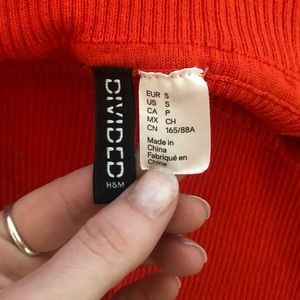 DIVIDED
H&M
EUR S
US S
CA P
MX CH
CN 165/88A
Made in
China
Fabriqué en
Chine